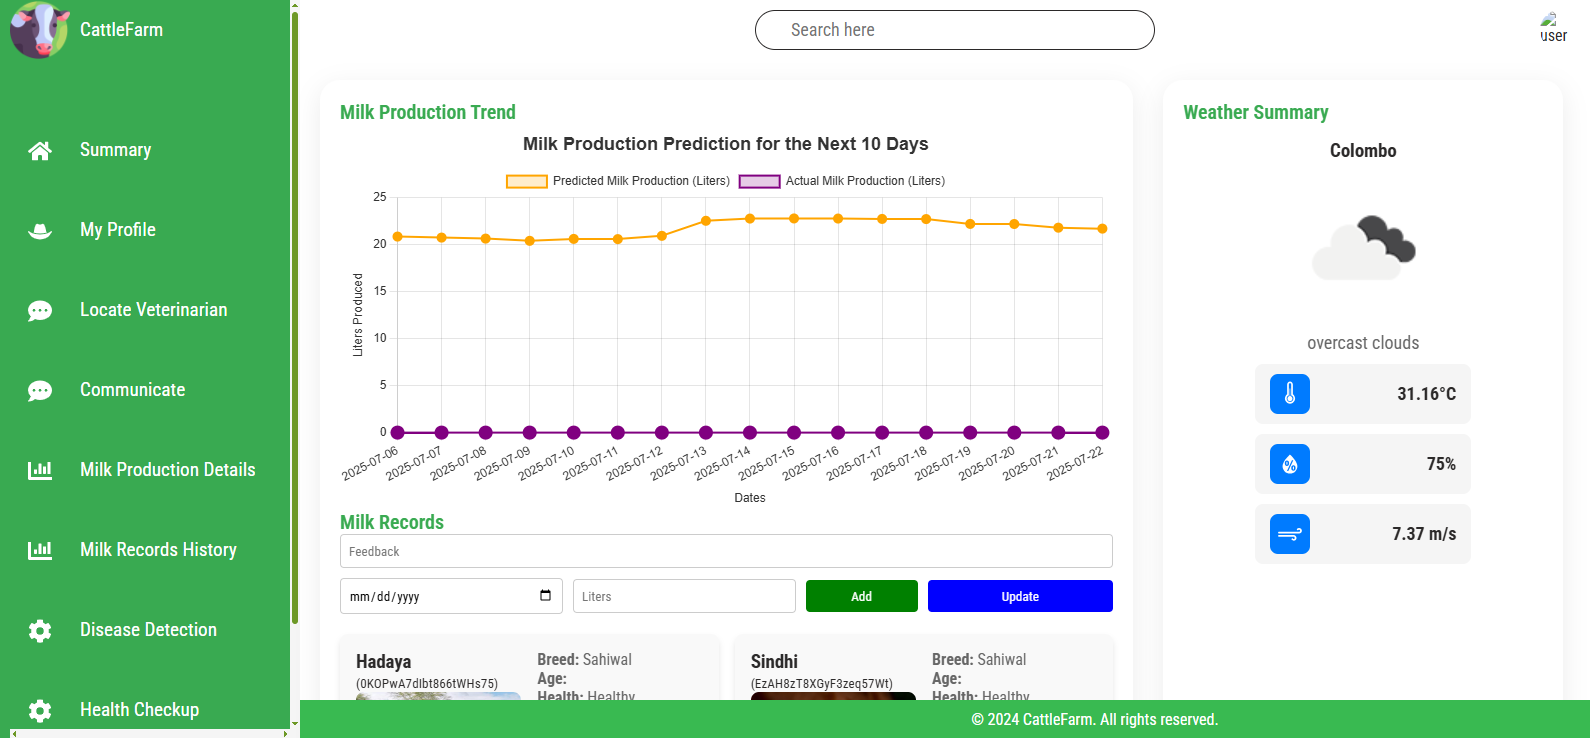 CattleFarm
Search here
user
Summary
My Profile
Locate Veterinarian
Communicate
Milk Production Details
Milk Records History
Disease Detection
Health Checkup
Milk Production Trend
Milk Production Prediction for the Next 10 Days
Predicted Milk Production (Liters) Actual Milk Production (Liters)
25
20
15
10
5
0
Liters Produced
2025-07-06 2025-07-07 2025-07-08 2025-07-09 2025-07-10 2025-07-11 2025-07-12 2025-07-13 2025-07-14 2025-07-15 2025-07-16 2025-07-17 2025-07-18 2025-07-19 2025-07-20 2025-07-21 2025-07-22
Dates
Milk Records
Feedback
mm/dd/yyyy Liters Add Update
Hadaya
(0KOPwA7dlbt866tWHs75)
Breed: Sahiwal
Age:
Health: Healthy
Sindhi
(EzAH8zT8XGyF3zeq57Wt)
Breed: Sahiwal
Age:
Health: Healthy
Weather Summary
Colombo
overcast clouds
31.16°C
%
75%
7.37 m/s
© 2024 CattleFarm. All rights reserved.